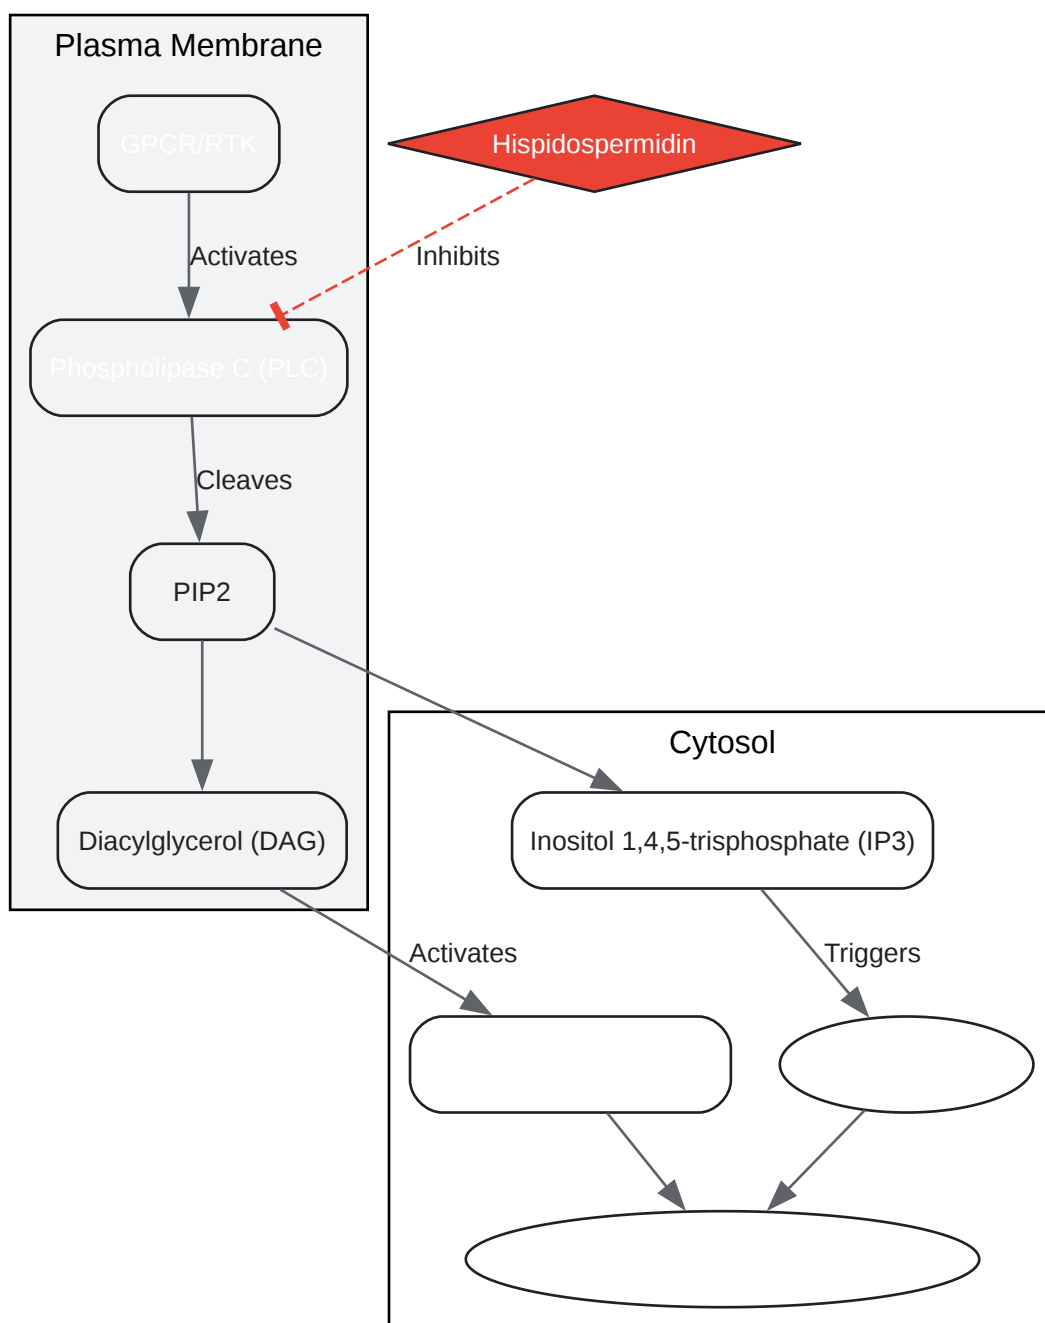 Plasma Membrane
GPCR/RTK
Hispidospermidin
Activates
Inhibits
Phospholipase C (PLC)
Cleaves
PIP2
Cytosol
Diacylglycerol (DAG)
Inositol 1,4,5-trisphosphate (IP3)
Activates
Triggers